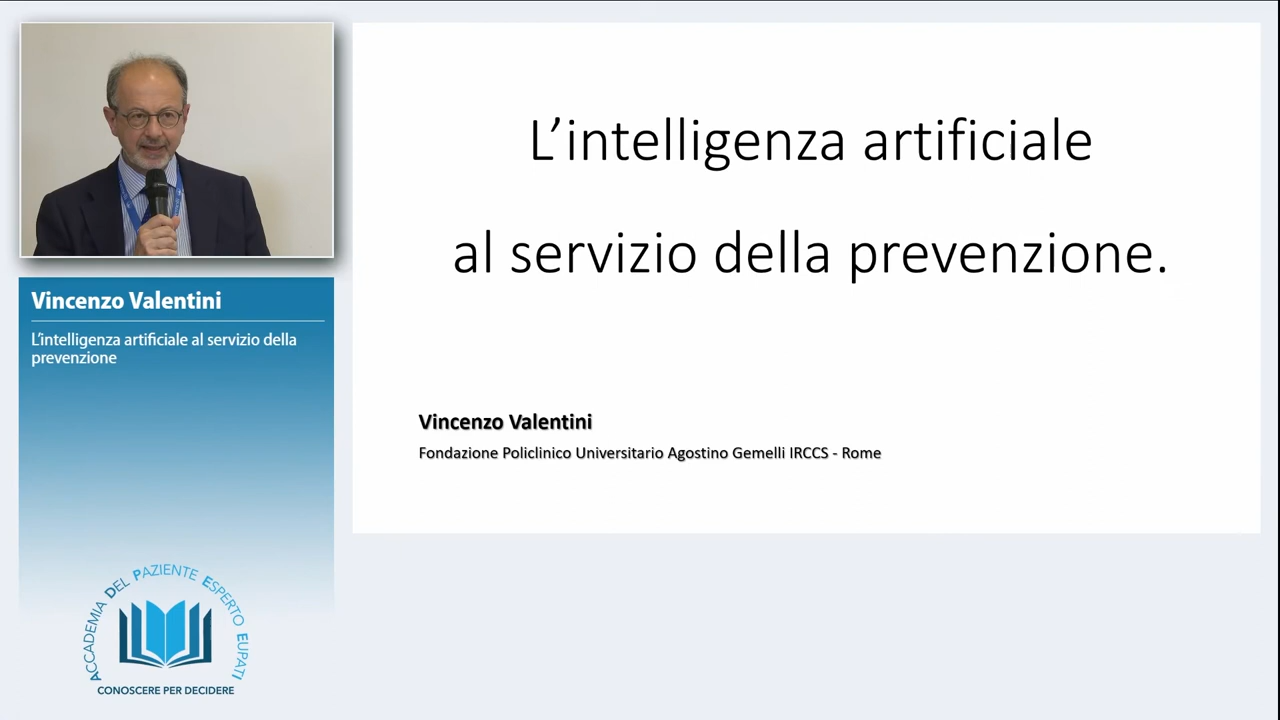 Vincenzo Valentini
L'intelligenza artificiale al servizio della
prevenzione
ACCADEMIA DEL PAZIENTE ESPERTO EUPATI
CONOSCERE PER DECIDERE
L’intelligenza artificiale
al servizio della prevenzione.
Vincenzo Valentini
Fondazione Policlinico Universitario Agostino Gemelli IRCCS - Rome